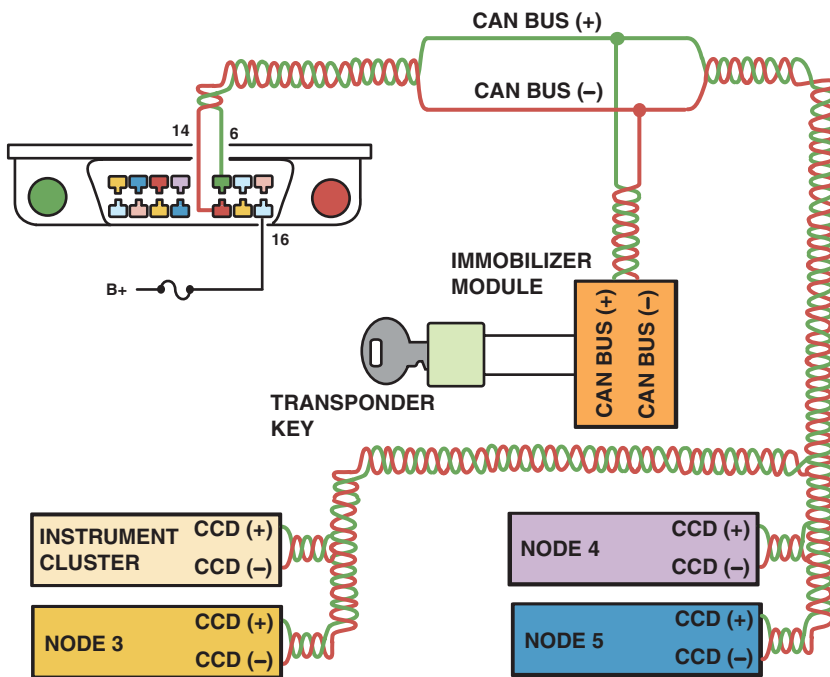 CAN BUS (+)
CAN BUS (–)
14
6
16
B+
IMMOBILIZER
MODULE
CAN BUS (+)
CAN BUS (–)
TRANSPONDER
KEY
INSTRUMENT
CLUSTER
CCD (+)
CCD (–)
NODE 4
CCD (+)
CCD (–)
NODE 3
CCD (+)
CCD (–)
NODE 5
CCD (+)
CCD (–)